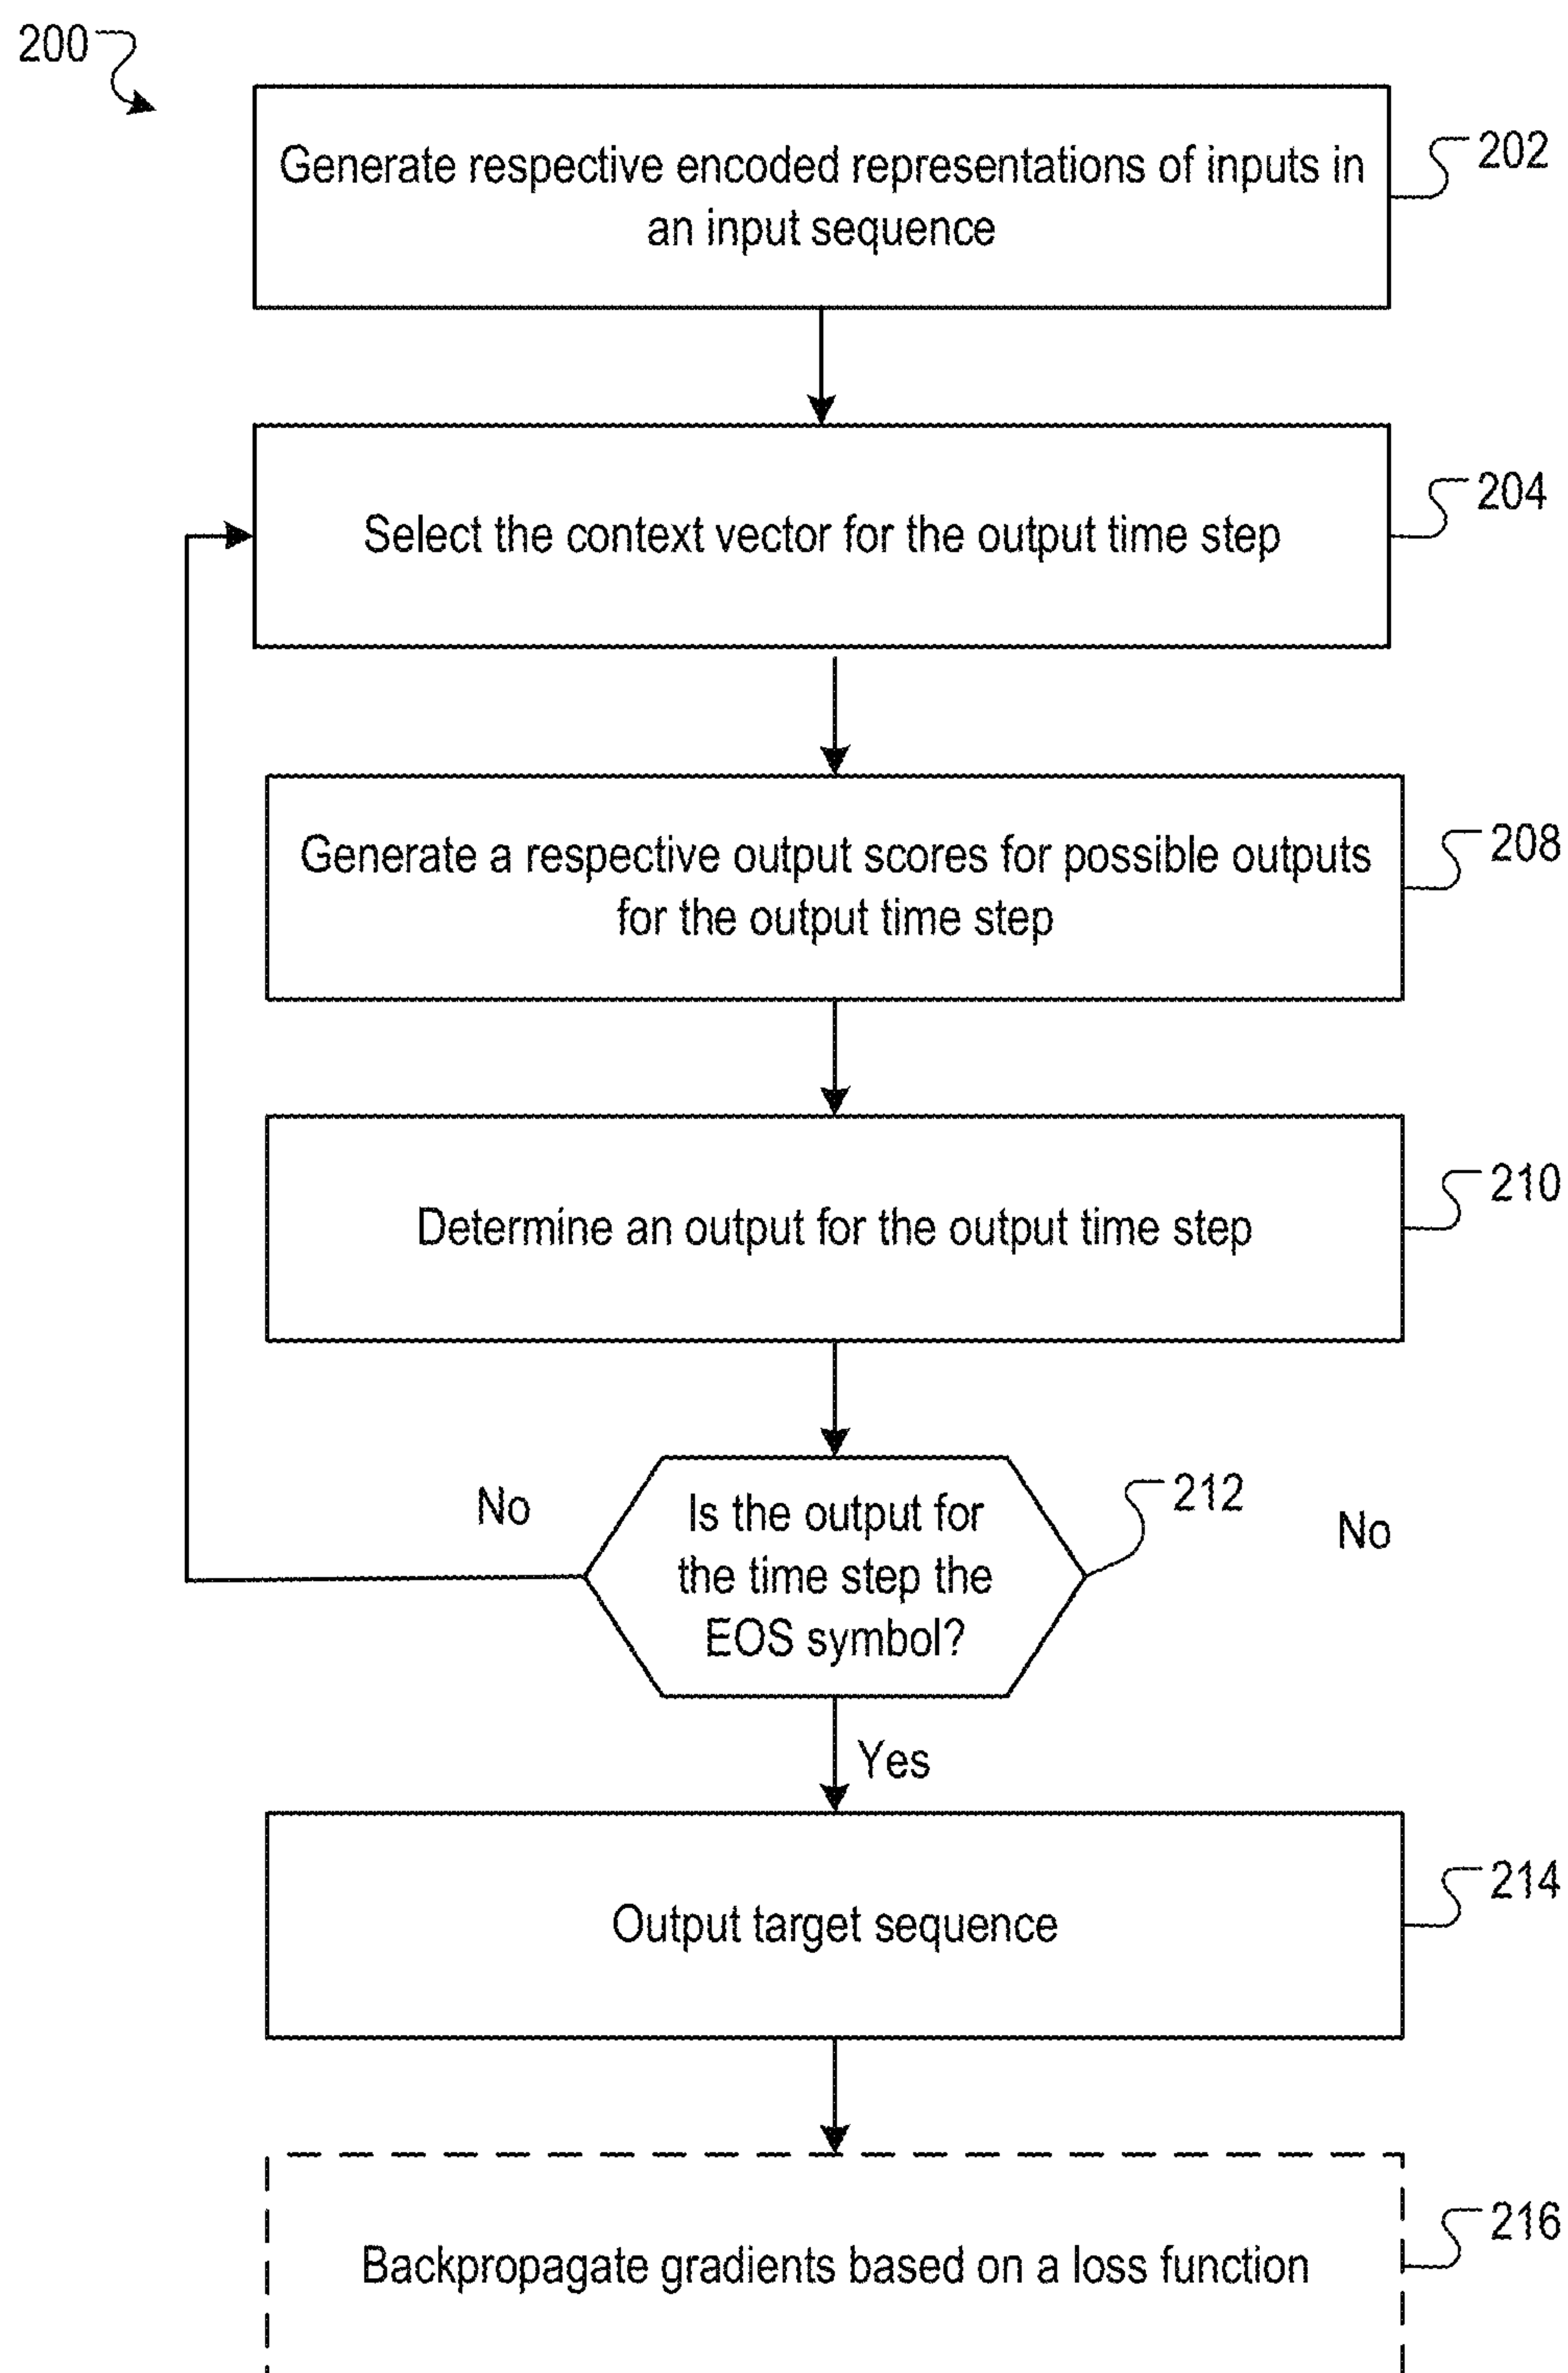 200
Generate respective encoded representations of inputs in
an input sequence
202
Select the context vector for the output time step
204
Generate a respective output scores for possible outputs
for the output time step
208
Determine an output for the output time step
210
No
Is the output for
the time step the
EOS symbol?
212
No
Yes
Output target sequence
214
Backpropagate gradients based on a loss function
216